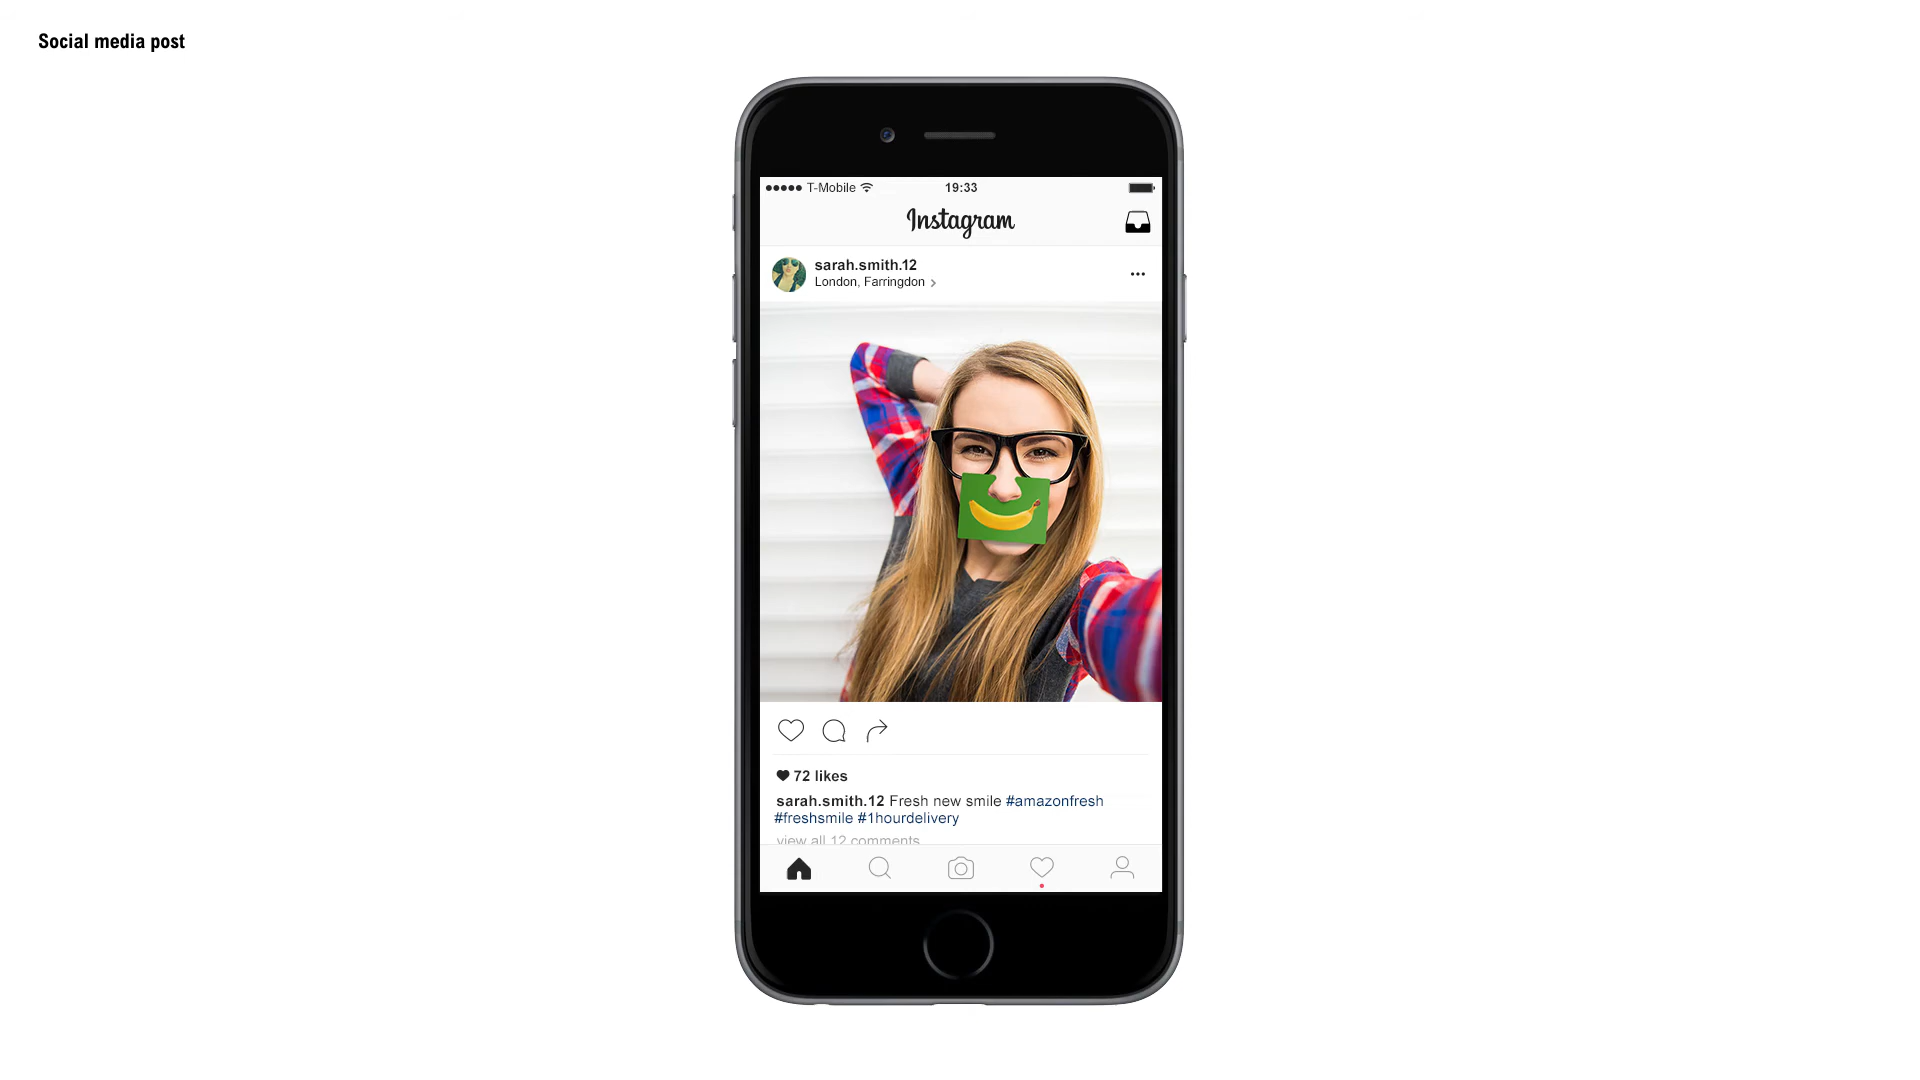 Social media post
T-Mobile 19:33
Instagram
sarah.smith.12
London, Farringdon
72 likes
sarah.smith.12 Fresh new smile #amazonfresh
#freshsmile #1hourdelivery
view all 12 comments